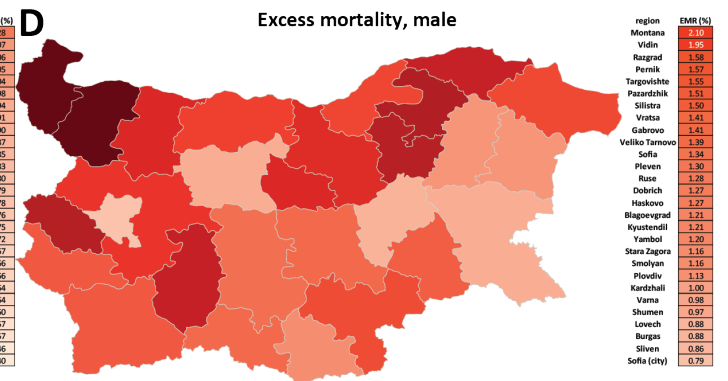 (%)
D
Excess mortality, male
region EMR (%)
Montana 2.10
Vidin 1.95
Razgrad 1.58
Pernik 1.57
Targovishte 1.55
Pazardzhik 1.51
Silistra 1.50
Vratsa 1.41
Gabrovo 1.41
Veliko Tarnovo 1.39
Sofia 1.34
Pleven 1.30
Ruse 1.28
Dobrich 1.27
Haskovo 1.27
Blagoevgrad 1.21
Kyustendil 1.21
Yambol 1.20
Stara Zagora 1.16
Smolyan 1.16
Plovdiv 1.13
Kardzhali 1.00
Varna 0.98
Shumen 0.97
Lovech 0.88
Burgas 0.88
Sliven 0.86
Sofia (city) 0.79